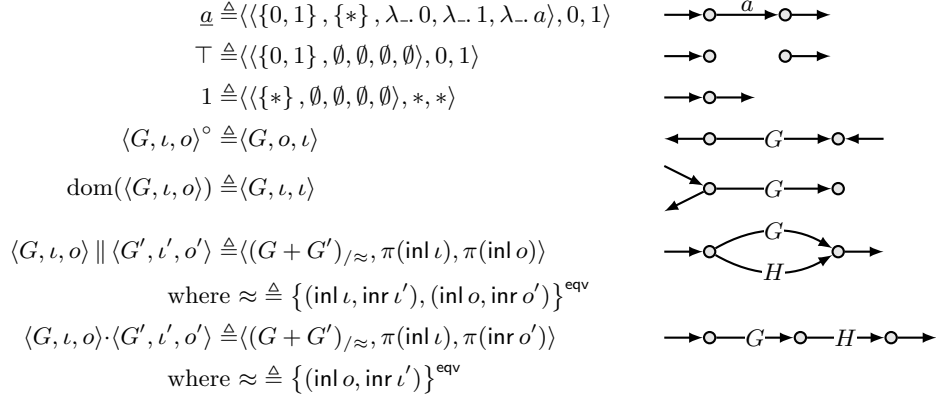 a ≜⟨⟨{0, 1} , {∗} , λ_. 0, λ_. 1, λ_. a⟩, 0, 1⟩ a
⊤ ≜⟨⟨{0, 1} , ∅, ∅, ∅, ∅⟩, 0, 1⟩
1 ≜⟨⟨{∗} , ∅, ∅, ∅, ∅⟩, ∗, ∗⟩
⟨G, ι, o⟩° ≜⟨G, o, ι⟩ G
dom(⟨G, ι, o⟩) ≜⟨G, ι, ι⟩ G
⟨G, ι, o⟩ ∥ ⟨G′, ι′, o′⟩ ≜⟨(G + G′)/≈, π(inl ι), π(inl o)⟩ G H
where ≈ ≜ {(inl ι, inr ι′), (inl o, inr o′)}eqv
⟨G, ι, o⟩·⟨G′, ι′, o′⟩ ≜⟨(G + G′)/≈, π(inl ι), π(inr o′)⟩ G H
where ≈ ≜ {(inl o, inr ι′)}eqv